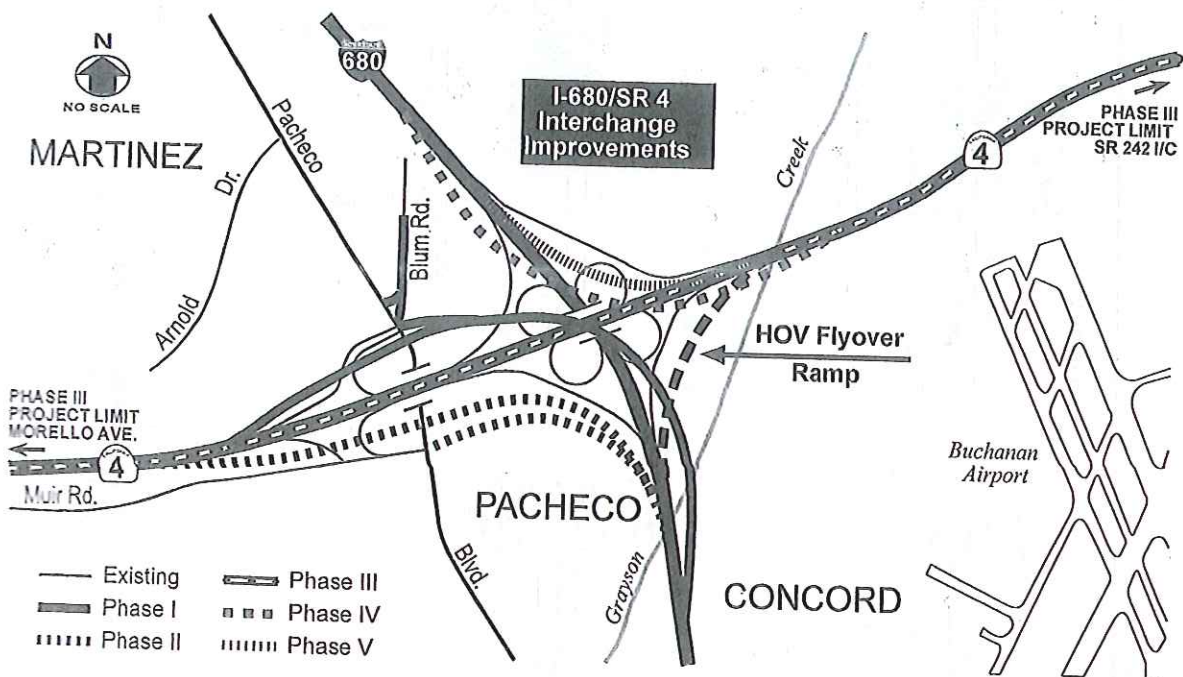 N
NO SCALE
MARTINEZ
680
I-680/SR 4
Interchange
Improvements
Creek
4
PHASE III
PROJECT LIMIT
SR 242 I/C
Pacheco
Dr.
Arnold
Blum Rd.
HOV Flyover
Ramp
PHASE III
PROJECT LIMIT
MORELLO AVE.
4
Muir Rd.
PACHECO
Buchanan
Airport
Blvd.
Grayson
CONCORD
Existing
Phase I
Phase II
Phase III
Phase IV
Phase V